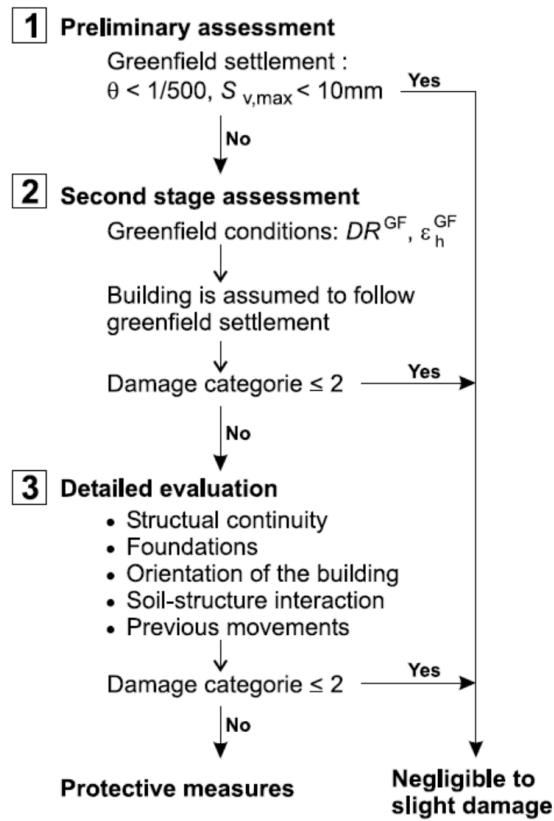 1 Preliminary assessment
Greenfield settlement :
θ < 1/500, S v,max < 10mm
Yes
No
2 Second stage assessment
Greenfield conditions: DR^GF, ε_h^GF
Building is assumed to follow
greenfield settlement
Damage categorie ≤ 2
Yes
No
3 Detailed evaluation
• Structual continuity
• Foundations
• Orientation of the building
• Soil-structure interaction
• Previous movements
Damage categorie ≤ 2
Yes
No
Protective measures
Negligible to
slight damage